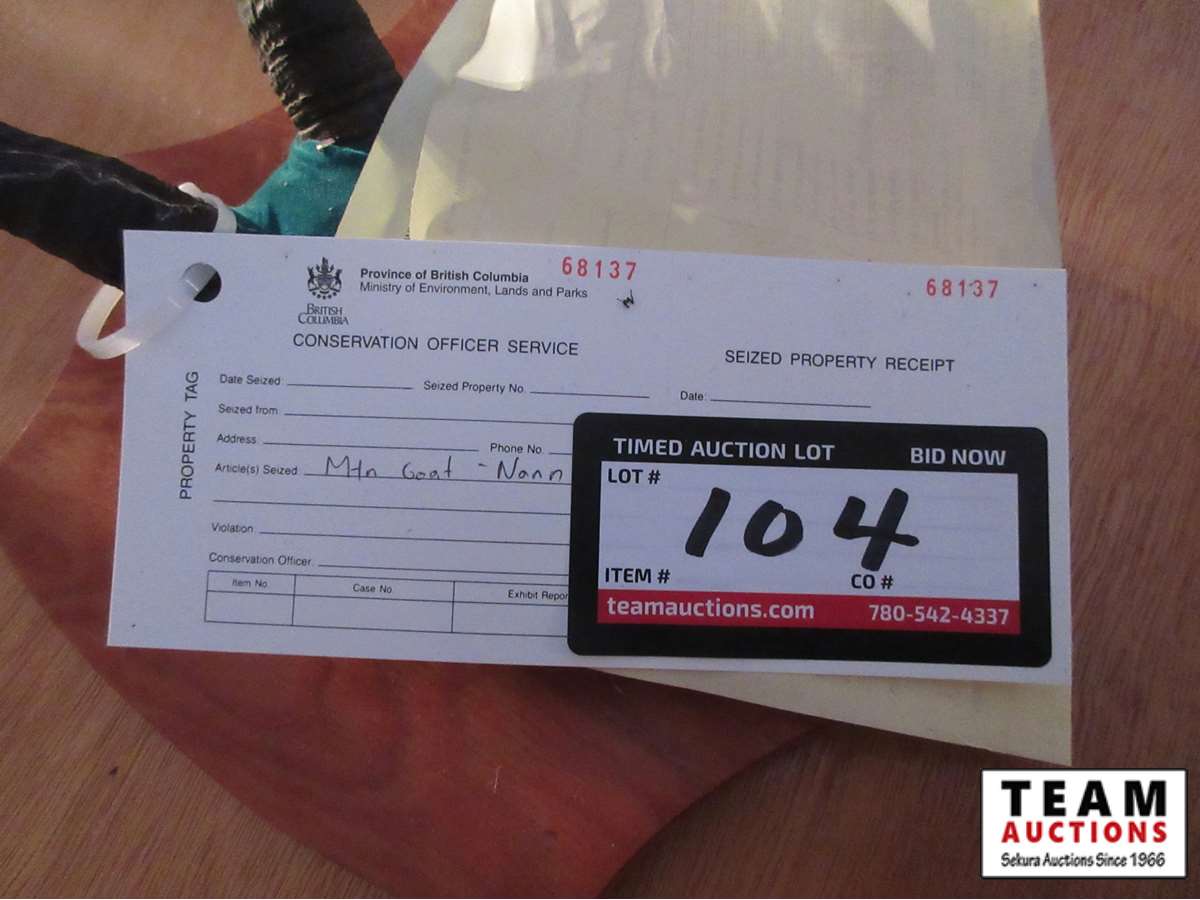 Province of British Columbia 68137
Ministry of Environment, Lands and Parks
68137
BRITISH
COLUMBIA
CONSERVATION OFFICER SERVICE
SEIZED PROPERTY RECEIPT
PROPERTY TAG
Date Seized: Seized Property No.
Date:
Seized from
Address: Phone No.
Article(s) Seized Mtn Goat - Nann
Violation
Conservation Officer:
Item No. Case No. Exhibit Repor
TIMED AUCTION LOT BID NOW
LOT #
104
ITEM # CO #
teamauctions.com 780-542-4337
TEAM
AUCTIONS
Sekura Auctions Since 1966